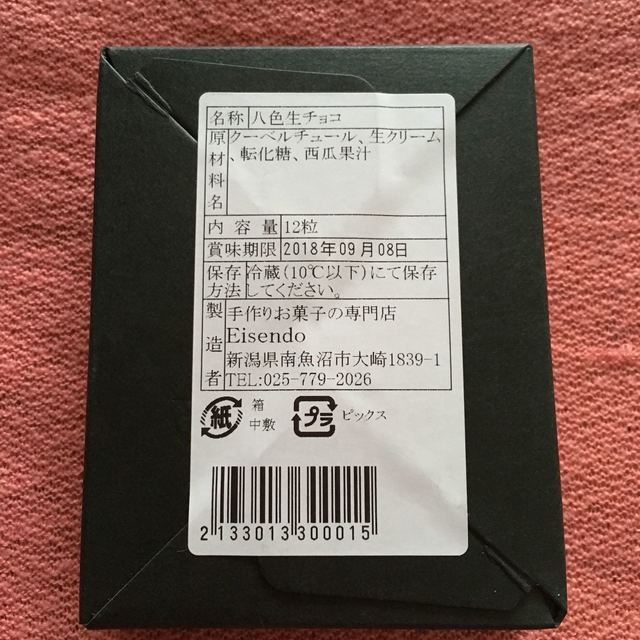 名称 八色生チョコ
原材料名 クーベルチュール、生クリーム
、転化糖、西瓜果汁
内容量 12粒
賞味期限 2018年09月08日
保存方法 冷蔵(10℃以下)にて保存
してください。
製造者 手作りお菓子の専門店
Eisendo
新潟県南魚沼市大崎1839-1
TEL:025-779-2026
紙 箱
中敷
プラ ピックス
2133013300015